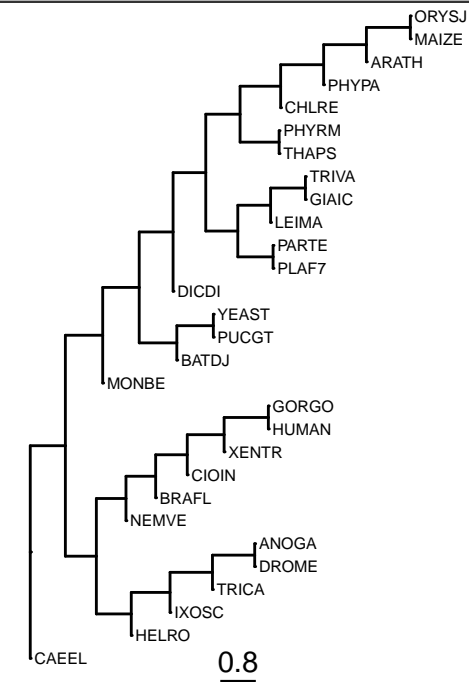 ORYSJ
MAIZE
ARATH
PHYPA
CHLRE
PHYRM
THAPS
TRIVA
GIAIC
LEIMA
PARTE
PLAF7
DICDI
YEAST
PUCGT
BATDJ
MONBE
GORGO
HUMAN
XENTR
CIOIN
BRAFL
NEMVE
ANOGA
DROME
TRICA
IXOSC
HELRO
CAEEL
0.8